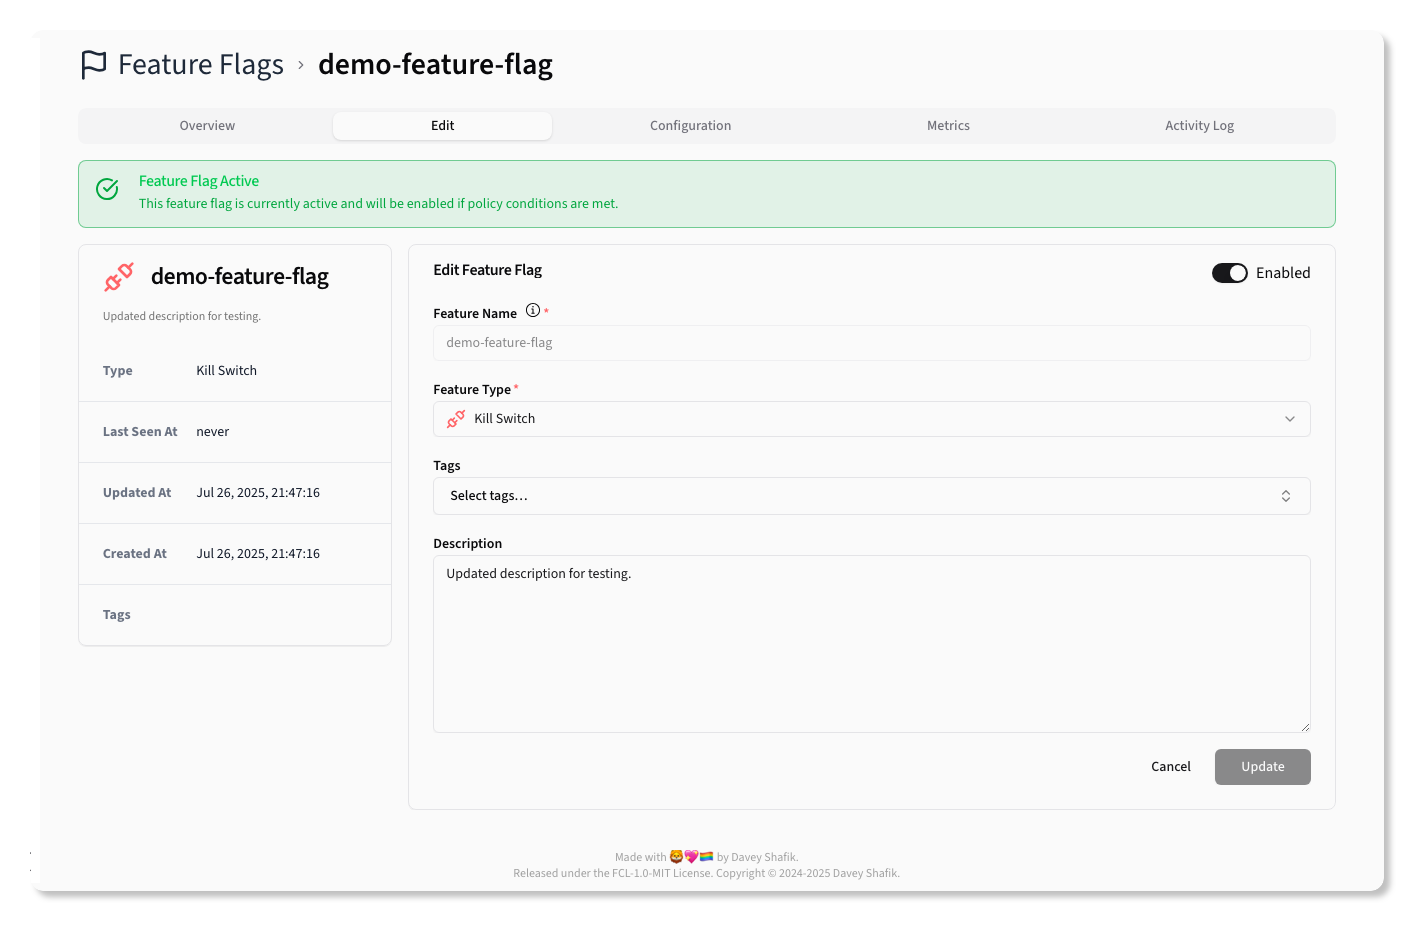 Feature Flags › demo-feature-flag
Overview Edit Configuration Metrics Activity Log
Feature Flag Active
This feature flag is currently active and will be enabled if policy conditions are met.
demo-feature-flag
Updated description for testing.
Type Kill Switch
Last Seen At never
Updated At Jul 26, 2025, 21:47:16
Created At Jul 26, 2025, 21:47:16
Tags
Edit Feature Flag
Enabled
Feature Name *
demo-feature-flag
Feature Type *
Kill Switch
Tags
Select tags...
Description
Updated description for testing.
Cancel Update
Made with 🦁💖🏳️‍🌈 by Davey Shafik.
Released under the FCL-1.0-MIT License. Copyright © 2024-2025 Davey Shafik.